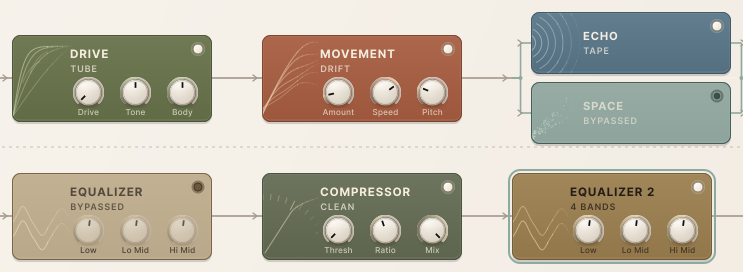 DRIVE
TUBE
Drive Tone Body
MOVEMENT
DRIFT
Amount Speed Pitch
ECHO
TAPE
SPACE
BYPASSED
EQUALIZER
BYPASSED
Low Lo Mid Hi Mid
COMPRESSOR
CLEAN
Thresh Ratio Mix
EQUALIZER 2
4 BANDS
Low Lo Mid Hi Mid